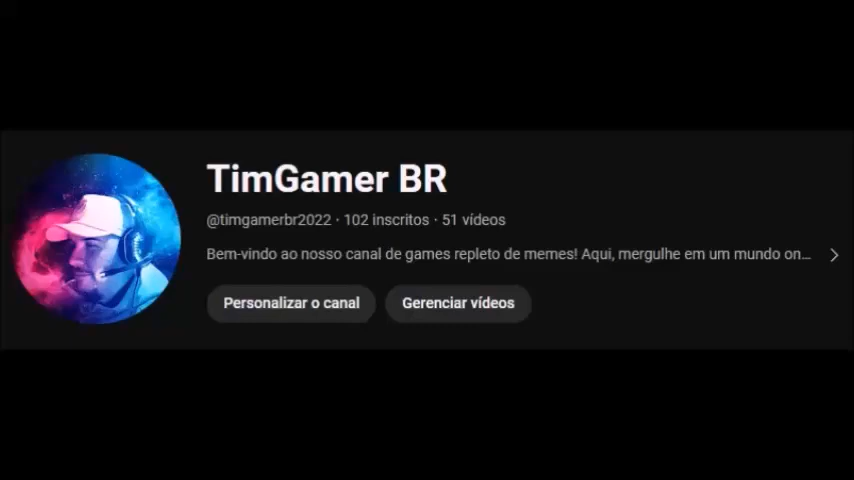 TimGamer BR
@timgamerbr2022 · 102 inscritos · 51 vídeos
Bem-vindo ao nosso canal de games repleto de memes! Aqui, mergulhe em um mundo on...
Personalizar o canal
Gerenciar vídeos